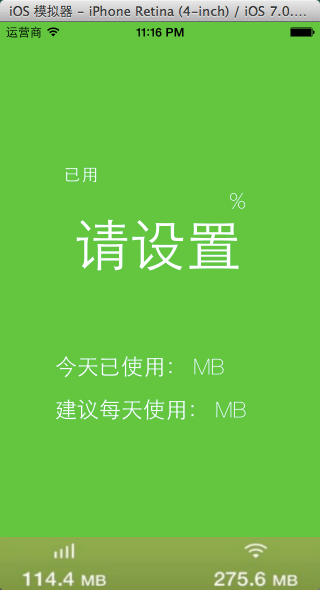 iOS 模拟器 - iPhone Retina (4-inch) / iOS 7.0....
运营商 11:16 PM
已用
%
请设置
今天已使用： MB
建议每天使用： MB
114.4 MB 275.6 MB